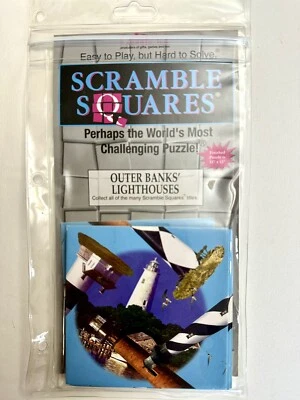 Easy to Play, but Hard to Solve.
SCRAMBLE
SQUARES®
Perhaps the World's Most
Challenging Puzzle!
OUTER BANKS'
LIGHTHOUSES
Collect all of the many Scramble Squares® titles.